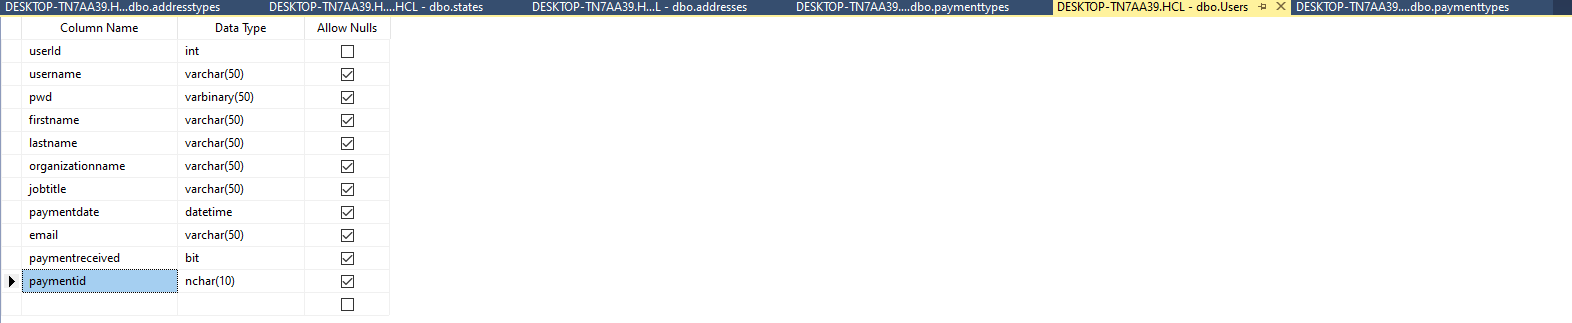 DESKTOP-TN7AA39.H...dbo.addresstypes DESKTOP-TN7AA39.H....HCL - dbo.states DESKTOP-TN7AA39.H...L - dbo.addresses DESKTOP-TN7AA39....dbo.paymenttypes DESKTOP-TN7AA39.HCL - dbo.Users DESKTOP-TN7AA39....dbo.paymenttypes
Column Name Data Type Allow Nulls
userId int
username varchar(50)
pwd varbinary(50)
firstname varchar(50)
lastname varchar(50)
organizationname varchar(50)
jobtitle varchar(50)
paymentdate datetime
email varchar(50)
paymentreceived bit
paymentid nchar(10)